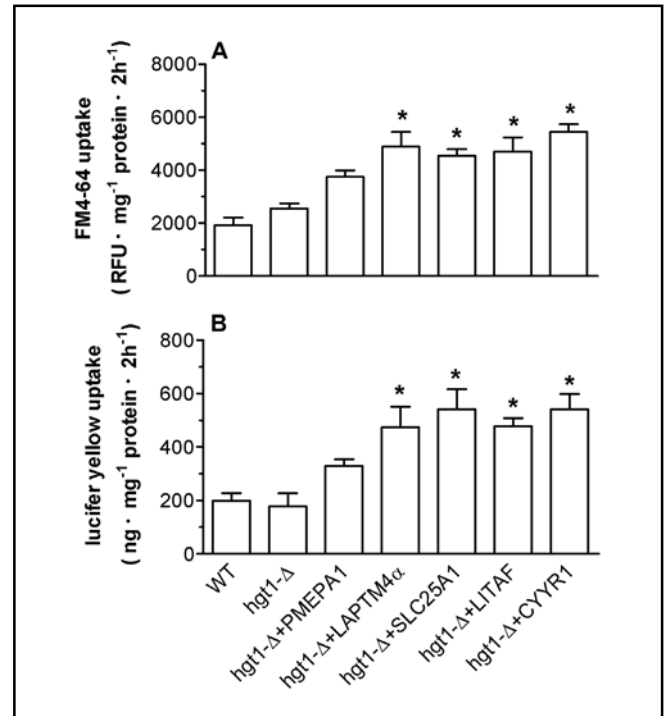 A
FM4-64 uptake
( RFU · mg⁻¹ protein · 2h⁻¹)
8000
6000
4000
2000
0
* * * *
B
lucifer yellow uptake
( ng · mg⁻¹ protein · 2h⁻¹)
800
600
400
200
0
* * * *
WT
hgt1-Δ
hgt1-Δ+PMEPA1
hgt1-Δ+LAPTM4α
hgt1-Δ+SLC25A1
hgt1-Δ+LITAF
hgt1-Δ+CYYR1